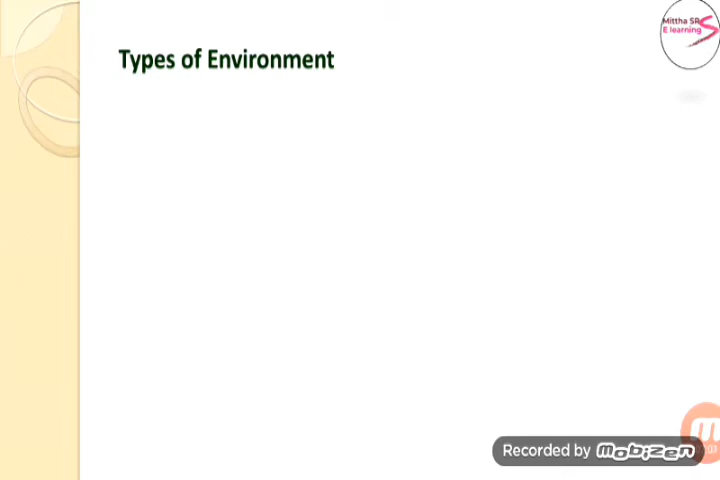 Mittha SR
E learning
Types of Environment
Recorded by Mobizen